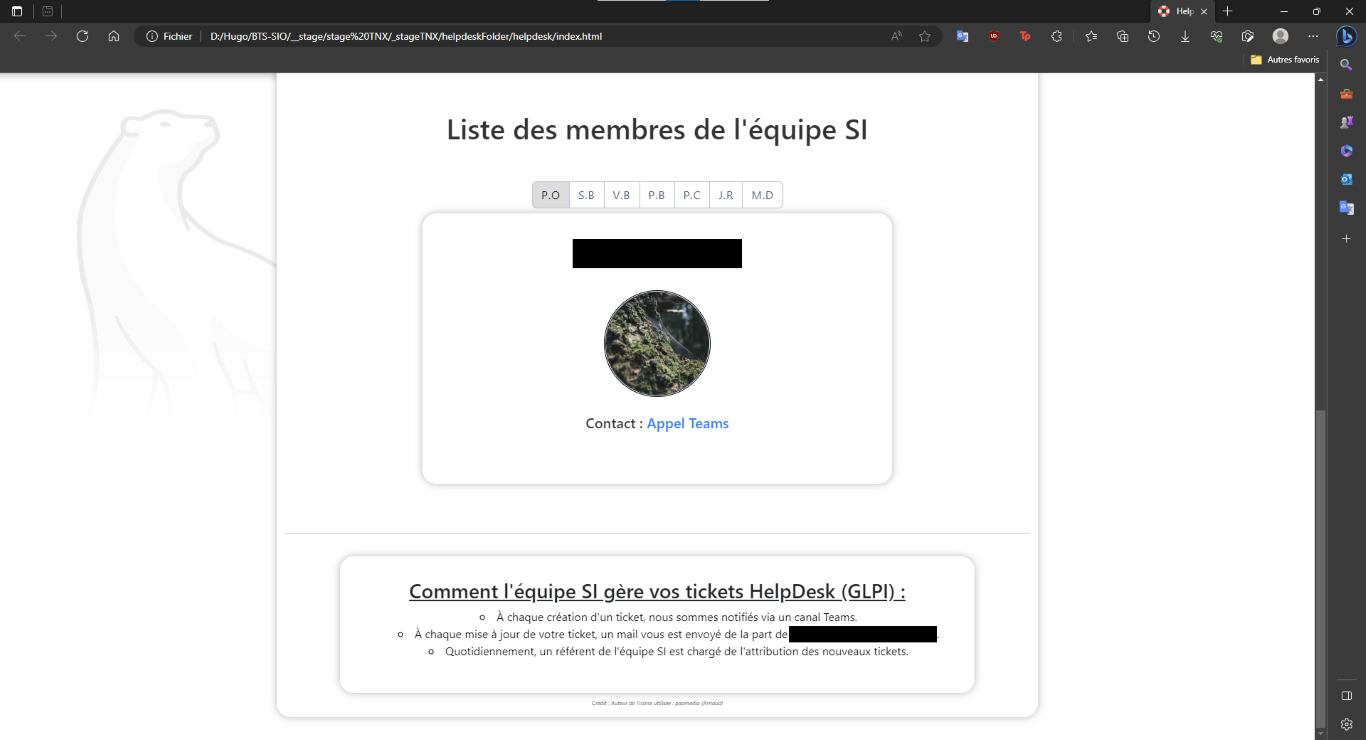 Help
Fichier
D:/Hugo/BTS-SIO/__stage/stage%20TNX/_stageTNX/helpdeskFolder/helpdesk/index.html
Autres favoris
Liste des membres de l'équipe SI
P.O S.B V.B P.B P.C J.R M.D
Contact : Appel Teams
Comment l'équipe SI gère vos tickets HelpDesk (GLPI) :
À chaque création d'un ticket, nous sommes notifiés via un canal Teams.
À chaque mise à jour de votre ticket, un mail vous est envoyé de la part de .
Quotidiennement, un référent de l'équipe SI est chargé de l'attribution des nouveaux tickets.
Crédit : Auteur de l'icone utilisée : paomedia (Arnaud)